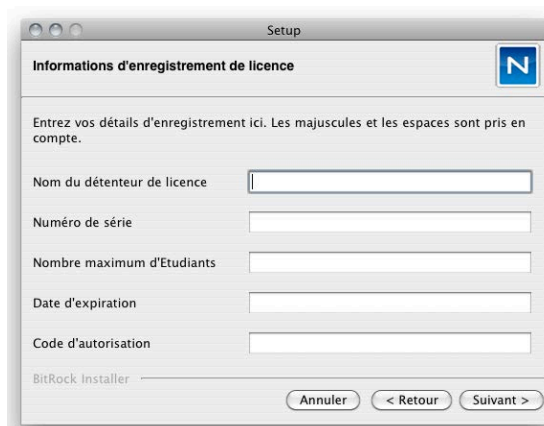 Setup
Informations d'enregistrement de licence
N
Entrez vos détails d'enregistrement ici. Les majuscules et les espaces sont pris en
compte.
Nom du détenteur de licence
Numéro de série
Nombre maximum d'Etudiants
Date d'expiration
Code d'autorisation
BitRock Installer
Annuler < Retour Suivant >